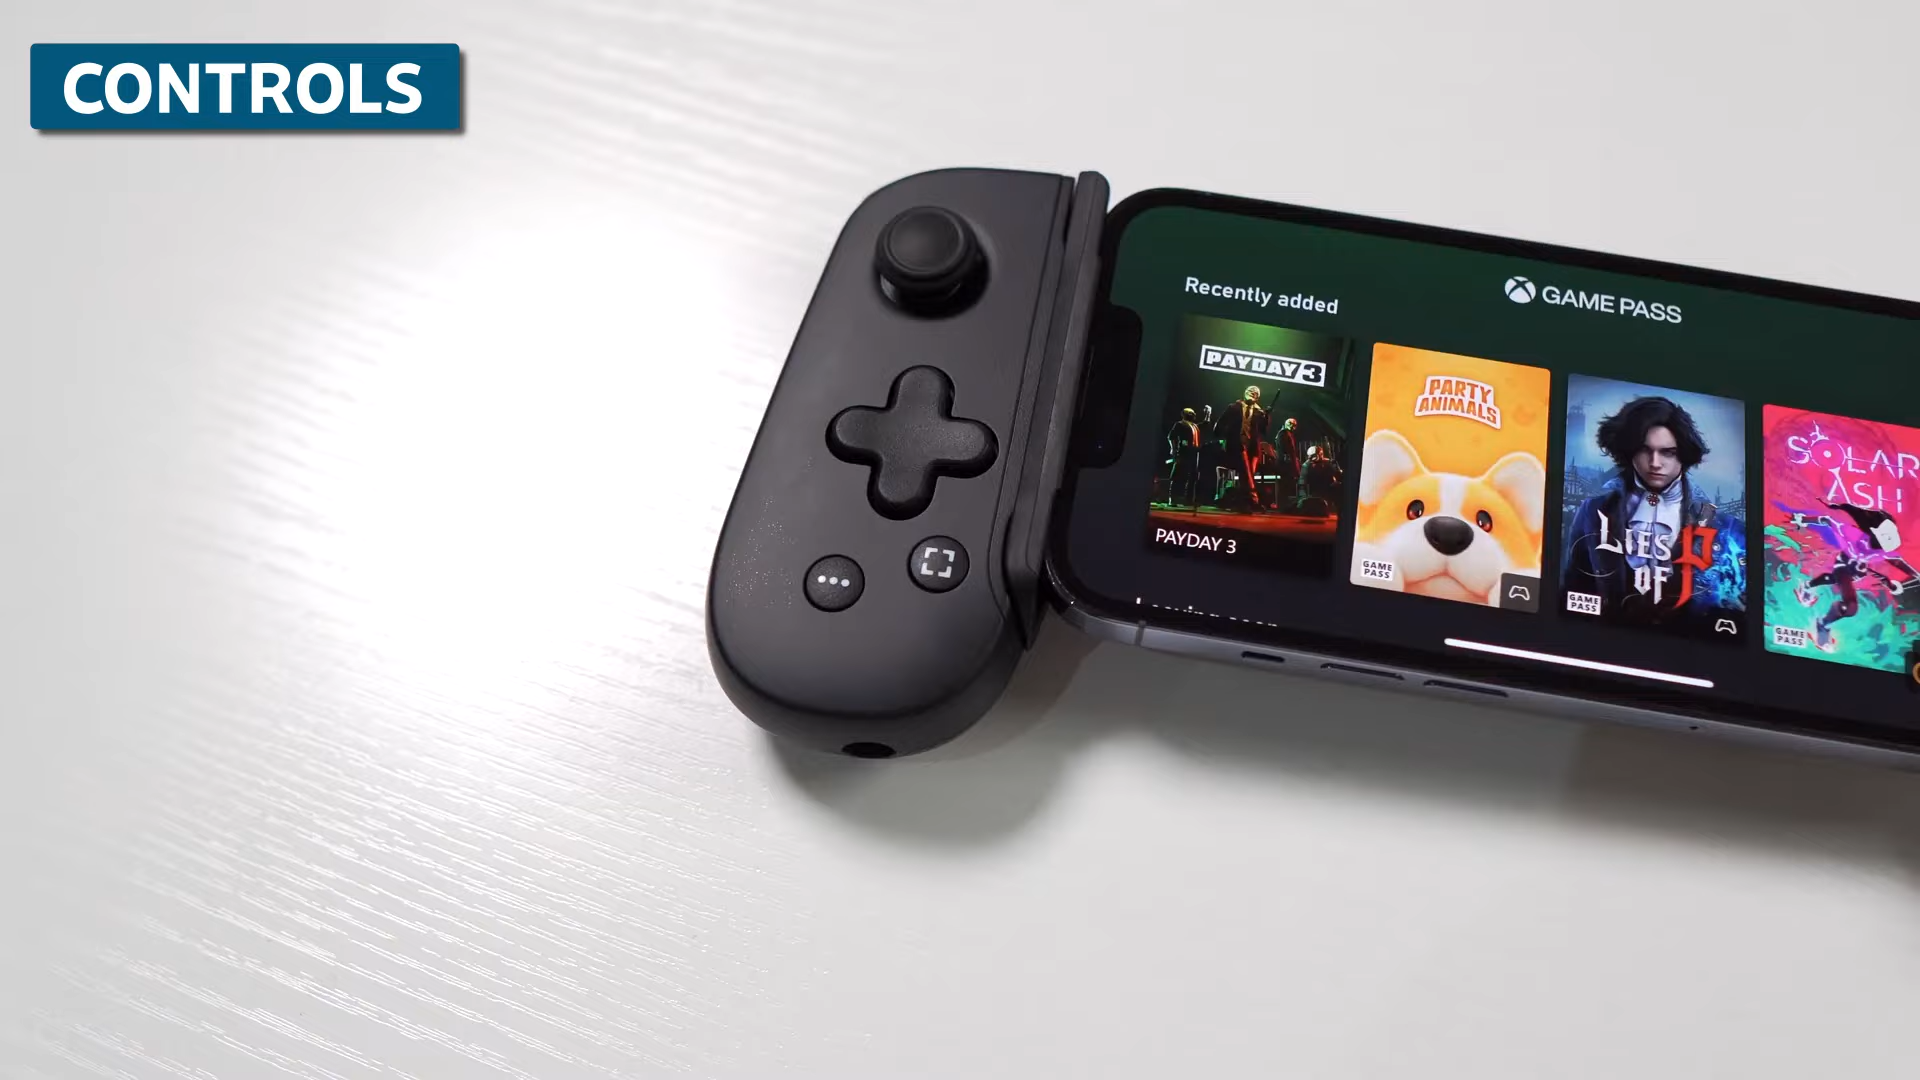 CONTROLS
Recently added
GAME PASS
PAYDAY 3
PAYDAY 3
PARTY
ANIMALS
GAME
PASS
LIES
OF P
GAME
PASS
SOLAR
ASH
GAME
PASS